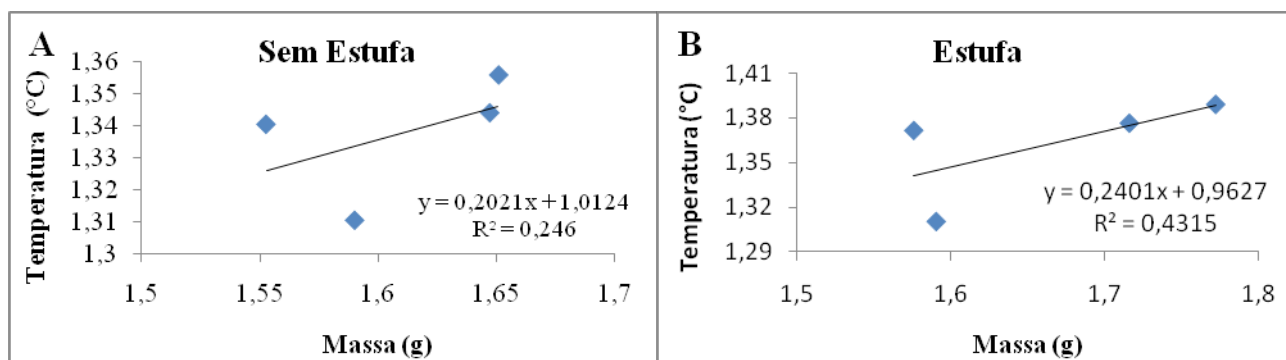 A
Sem Estufa
Temperatura (°C)
1,36
1,35
1,34
1,33
1,32
1,31
1,3
y = 0,2021x + 1,0124
R² = 0,246
1,5
1,55
1,6
1,65
1,7
Massa (g)
B
Estufa
Temperatura (°C)
1,41
1,38
1,35
1,32
1,29
y = 0,2401x + 0,9627
R² = 0,4315
1,5
1,6
1,7
1,8
Massa (g)